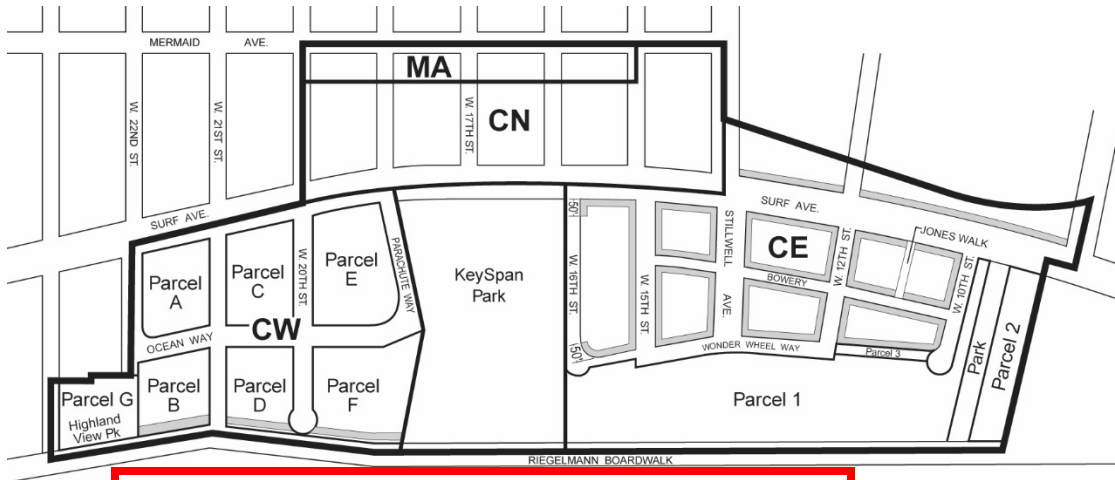 MERMAID AVE.
MA
CN
W. 22ND ST.
W. 21ST ST.
W. 17TH ST.
SURF AVE.
SURF AVE.
Parcel
A
Parcel
C
W. 20TH ST.
Parcel
E
PARACHUTE WAY
KeySpan
Park
50'
W. 16TH ST.
50'
W. 15TH ST.
STILLWELL
AVE.
CE
BOWERY
W. 12TH ST.
JONES WALK
W. 10TH ST.
CW
OCEAN WAY
WONDER WHEEL WAY
Parcel 3
Park
Parcel 2
Parcel G
Highland
View Pk
Parcel
B
Parcel
D
Parcel
F
Parcel 1
RIEGELMANN BOARDWALK